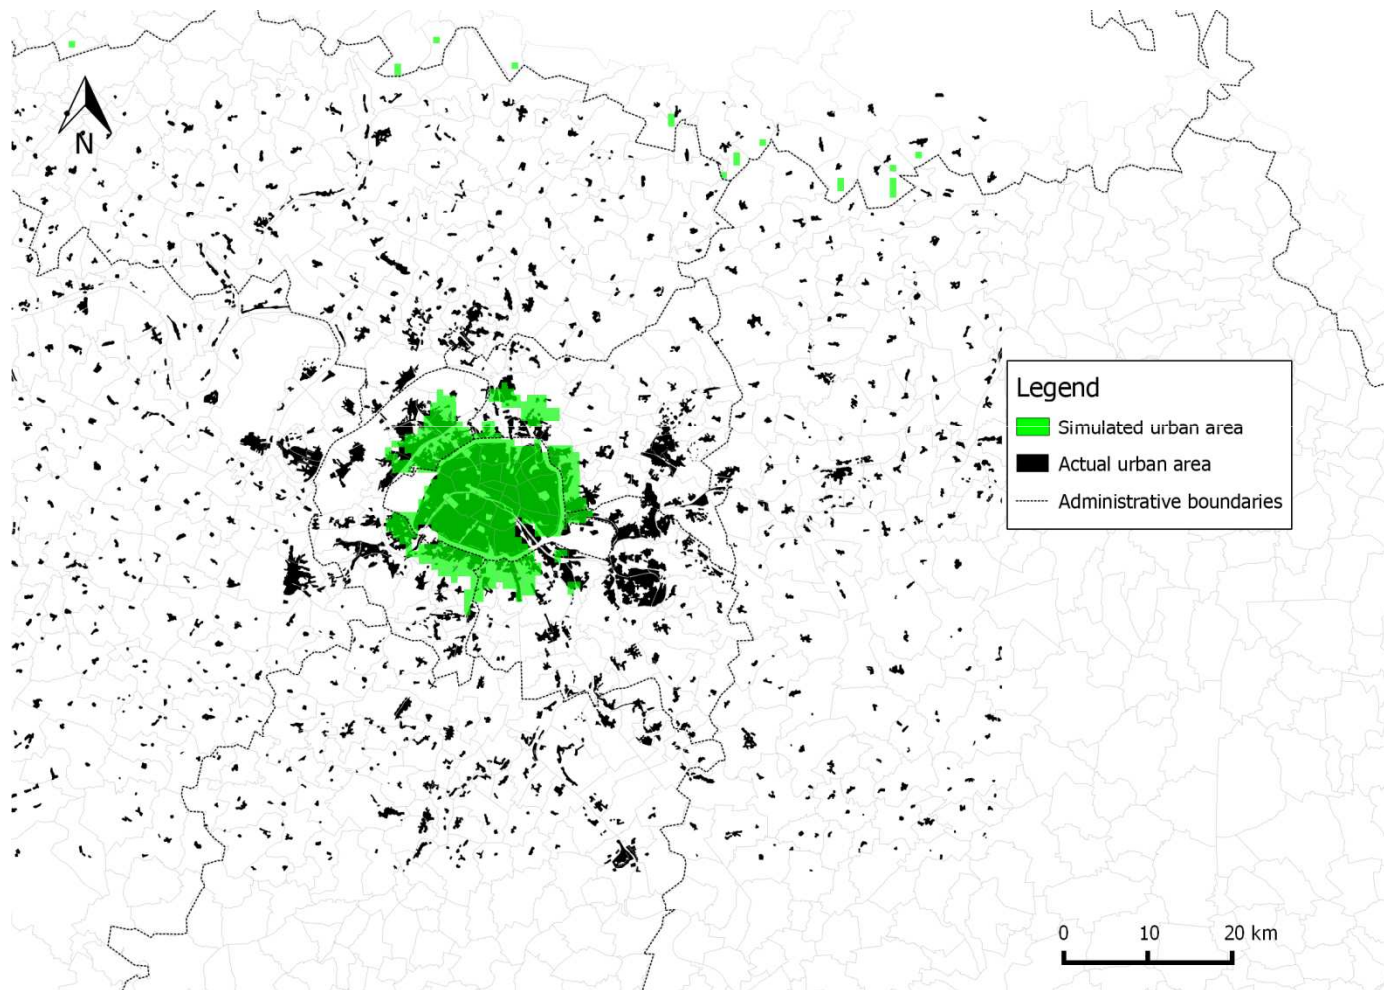 N
Legend
Simulated urban area
Actual urban area
Administrative boundaries
0 10 20 km